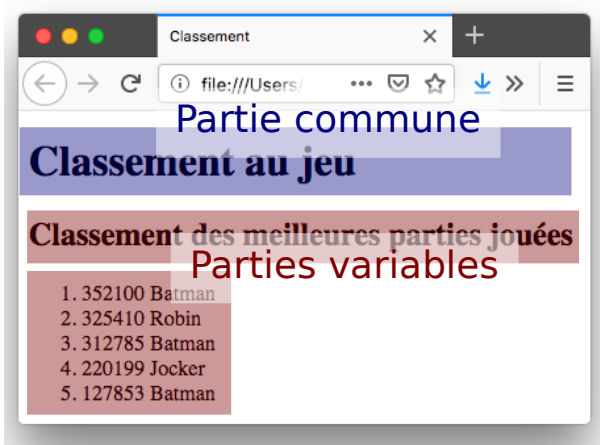 Classement
file:///Users/
Partie commune
Classement au jeu
Classement des meilleures parties jouées
Parties variables
1. 352100 Batman
2. 325410 Robin
3. 312785 Batman
4. 220199 Jocker
5. 127853 Batman